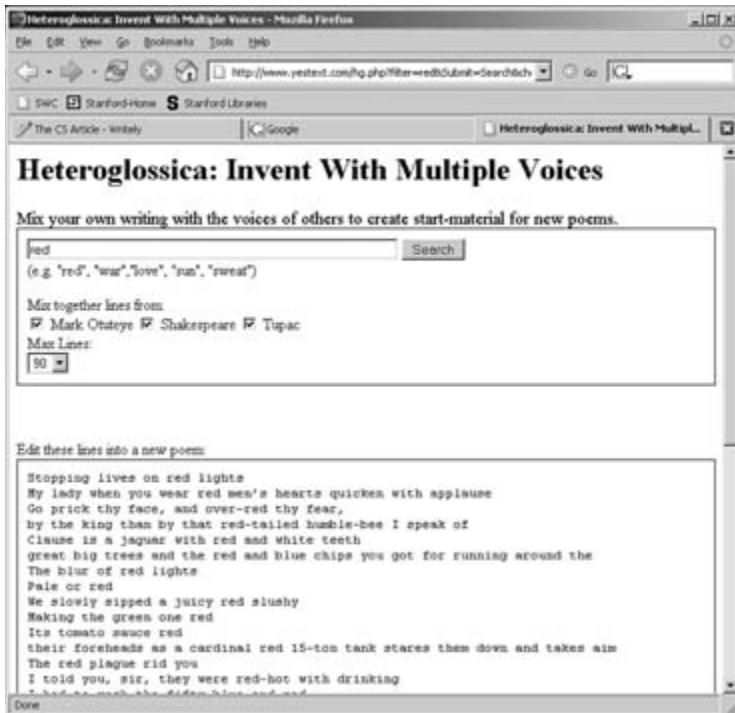 Heteroglossica: Invent With Multiple Voices - Mozilla Firefox
File Edit View Go Bookmarks Tools Help
http://www.yestext.com/hg.php?filter=red&Submit=Search&ch Go
SWC Stanford-Home Stanford Libraries
The CS Article - Writely Google Heteroglossica: Invent With Multipl...
Heteroglossica: Invent With Multiple Voices
Mix your own writing with the voices of others to create start-material for new poems.
red Search
(e.g. "red", "war","love", "sun", "sweat")
Mix together lines from:
Mark Otuteye Shakespeare Tupac
Max Lines:
90
Edit these lines into a new poem:
Stopping lives on red lights
My lady when you wear red men's hearts quicken with applause
Go prick thy face, and over-red thy fear,
by the king than by that red-tailed humble-bee I speak of
Clause is a jaguar with red and white teeth
great big trees and the red and blue chips you got for running around the
The blur of red lights
Pale or red
We slowly sipped a juicy red slushy
Making the green one red
Its tomato sauce red
their foreheads as a cardinal red 15-ton tank stares them down and takes aim
The red plague rid you
I told you, sir, they were red-hot with drinking
Done